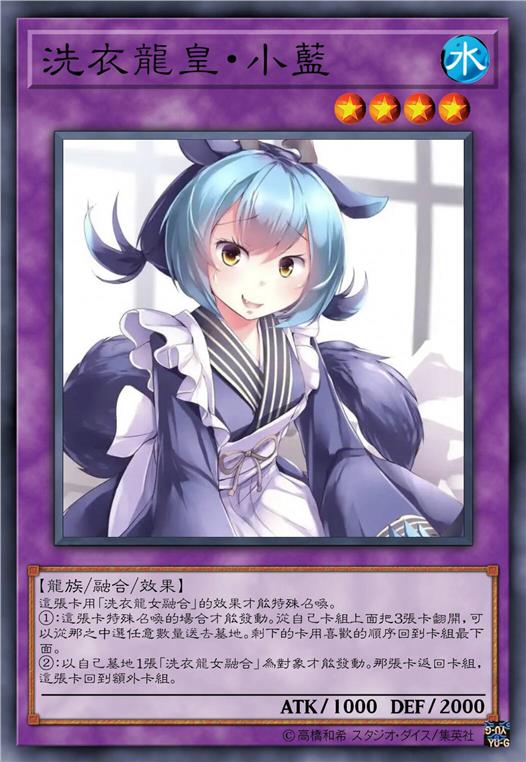 洗衣龍皇·小藍
水
【龍族/融合/效果】
這張卡用「洗衣龍女融合」的效果才能特殊召喚。
①:這張卡特殊召喚的場合才能發動。從自己卡組上面把3張卡翻開,可
以從那之中選任意數量送去墓地。剩下的卡用喜歡的順序回到卡組最下
面。
②:以自己墓地1張「洗衣龍女融合」為對象才能發動。那張卡返回卡組,
這張卡回到額外卡組。
ATK/1000 DEF/2000
©高橋和希 スタジオ・ダイス/集英社
YU-G